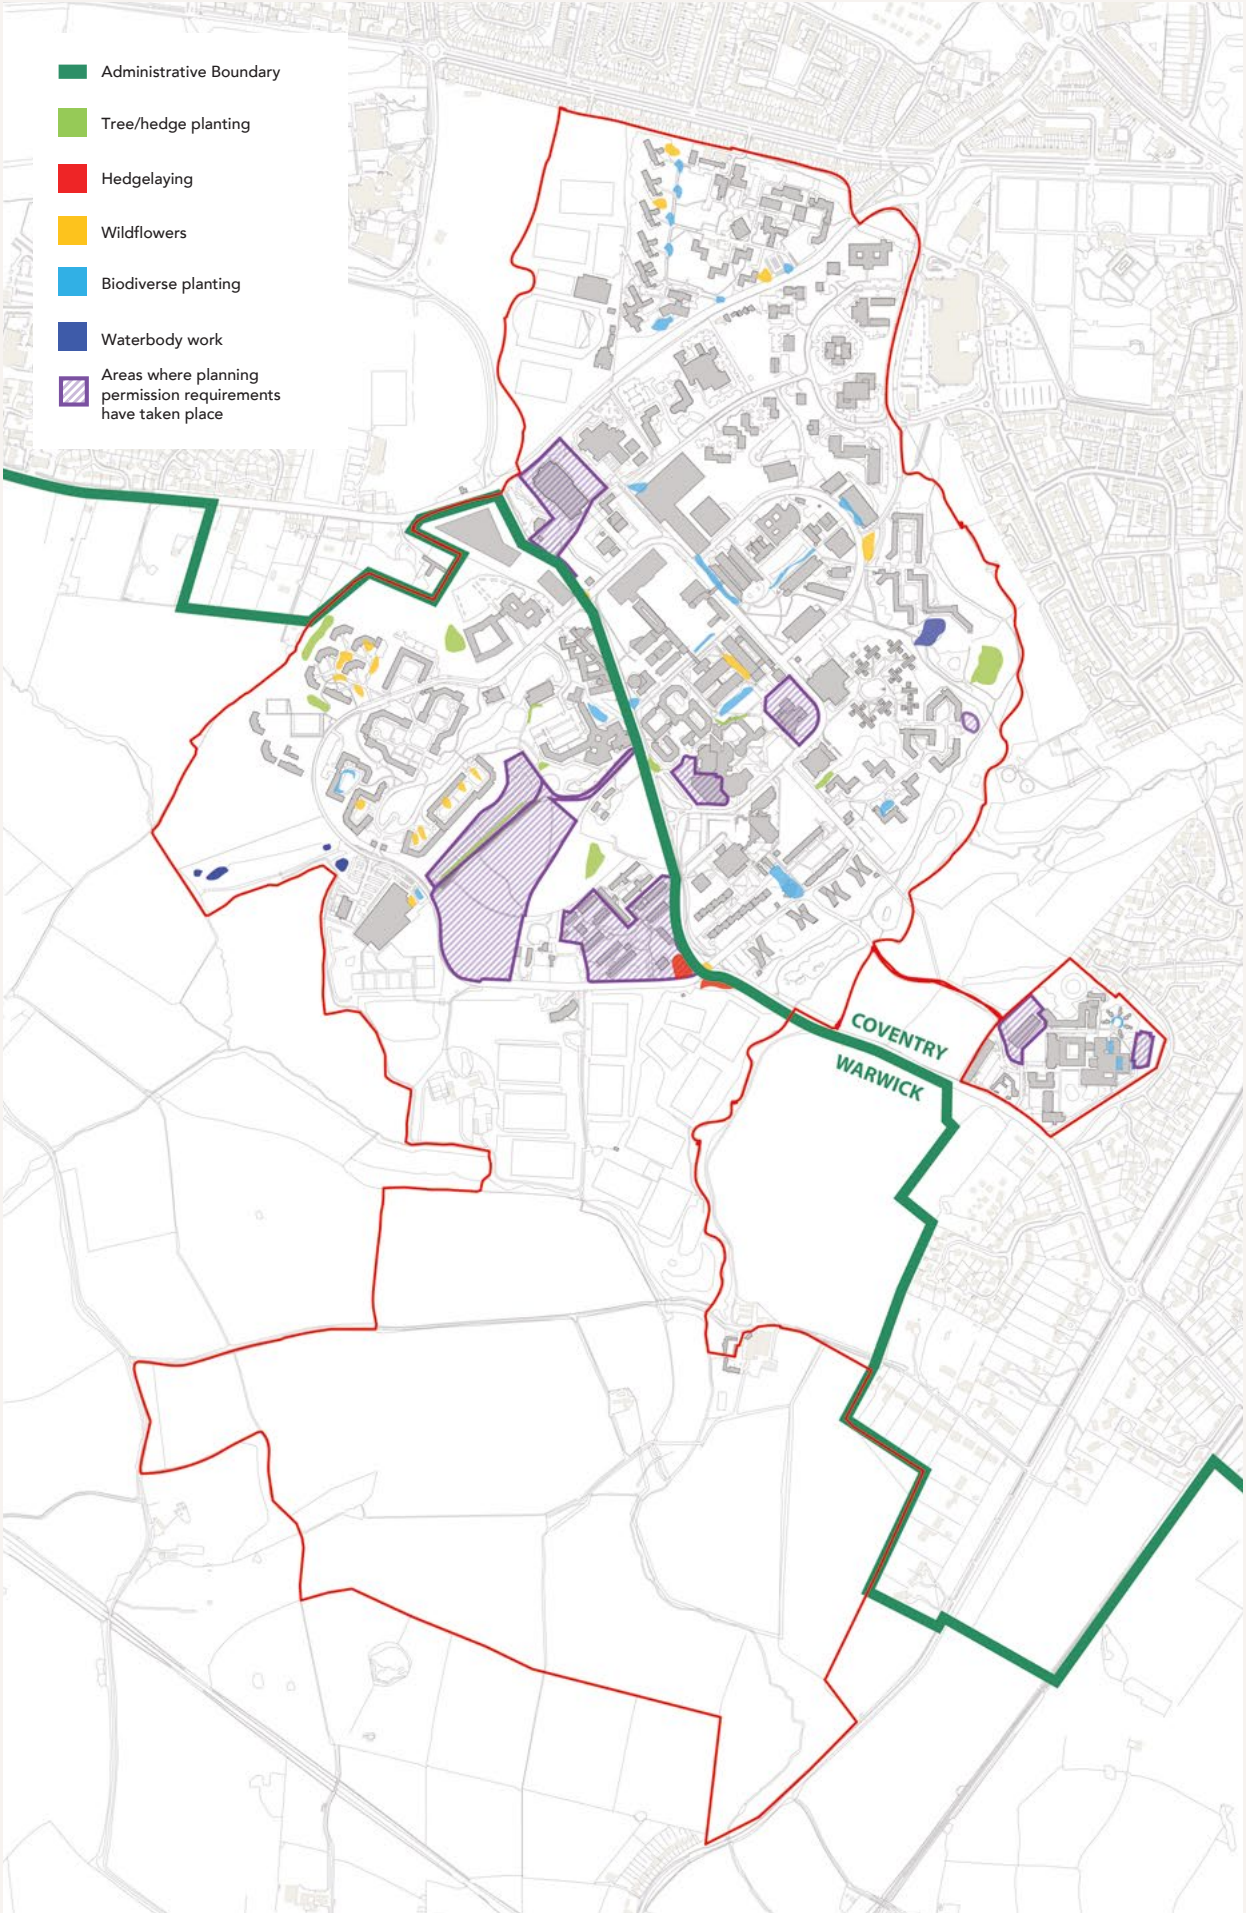 Administrative Boundary
Tree/hedge planting
Hedgelaying
Wildflowers
Biodiverse planting
Waterbody work
Areas where planning
permission requirements
have taken place
COVENTRY
WARWICK